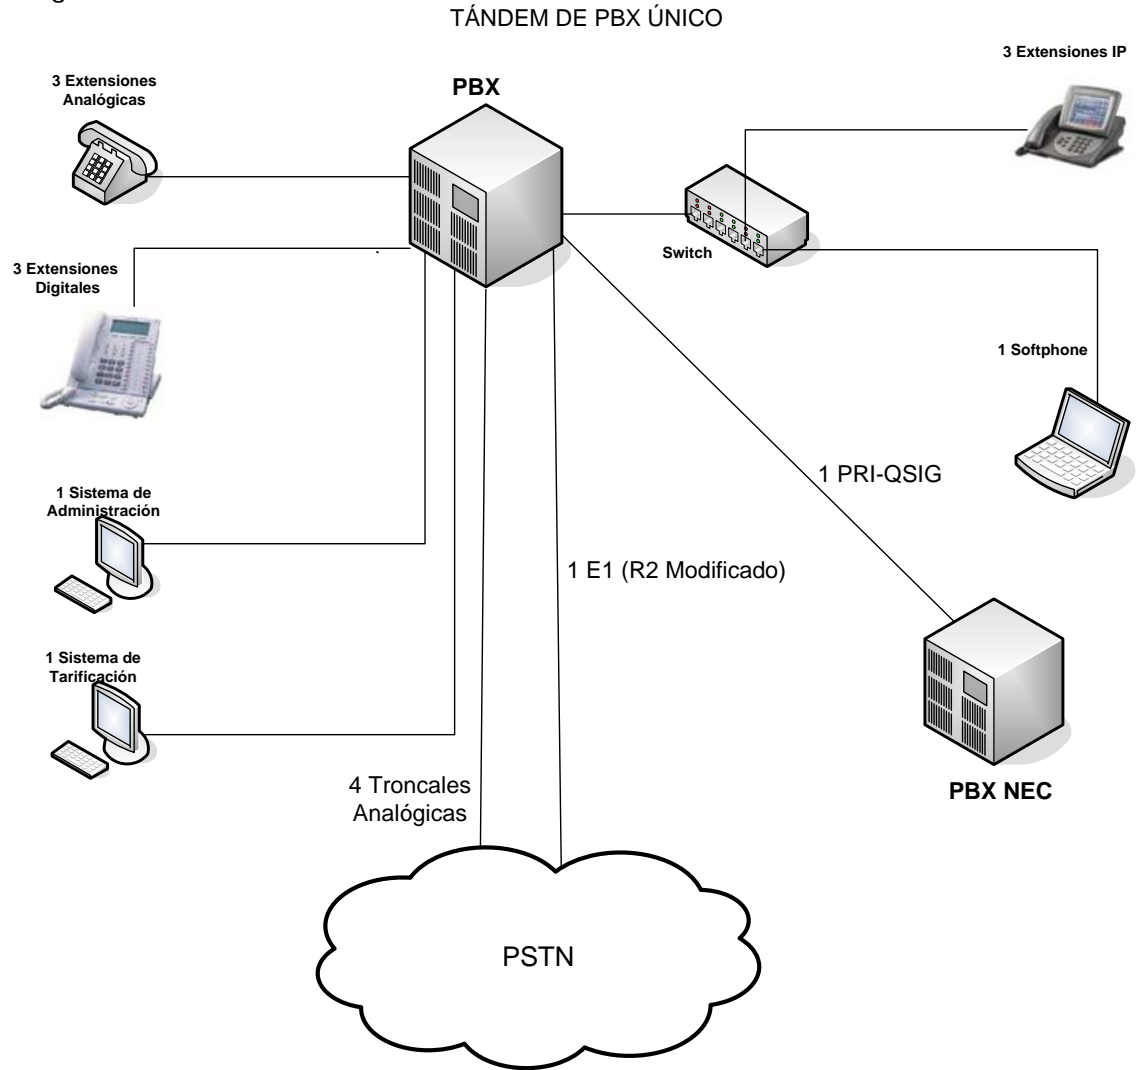 TÁNDEM DE PBX ÚNICO
3 Extensiones IP
3 Extensiones
Analógicas
PBX
Switch
3 Extensiones
Digitales
1 Softphone
1 PRI-QSIG
1 Sistema de
Administración
1 E1 (R2 Modificado)
1 Sistema de
Tarificación
4 Troncales
Analógicas
PBX NEC
PSTN